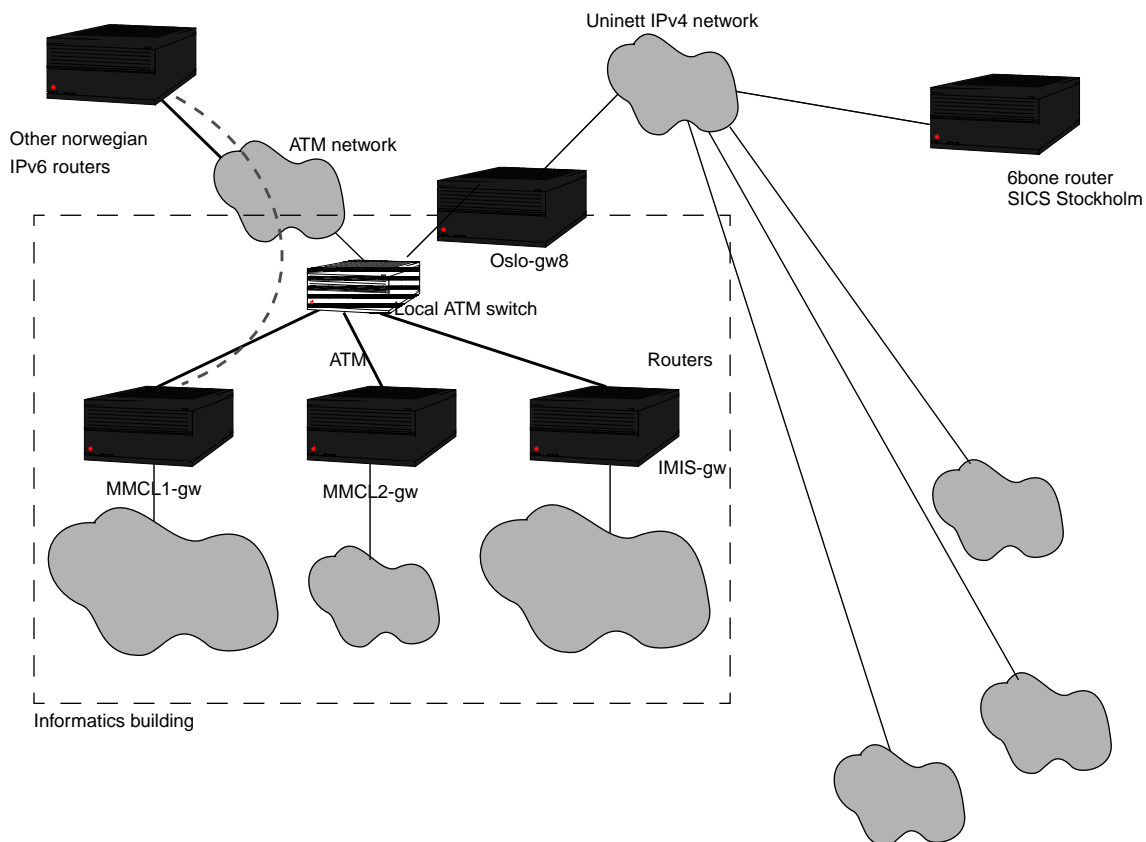 Uninett IPv4 network
Other norwegian
IPv6 routers
ATM network
6bone router
SICS Stockholm
Oslo-gw8
Local ATM switch
ATM
Routers
MMCL1-gw
MMCL2-gw
IMIS-gw
Informatics building